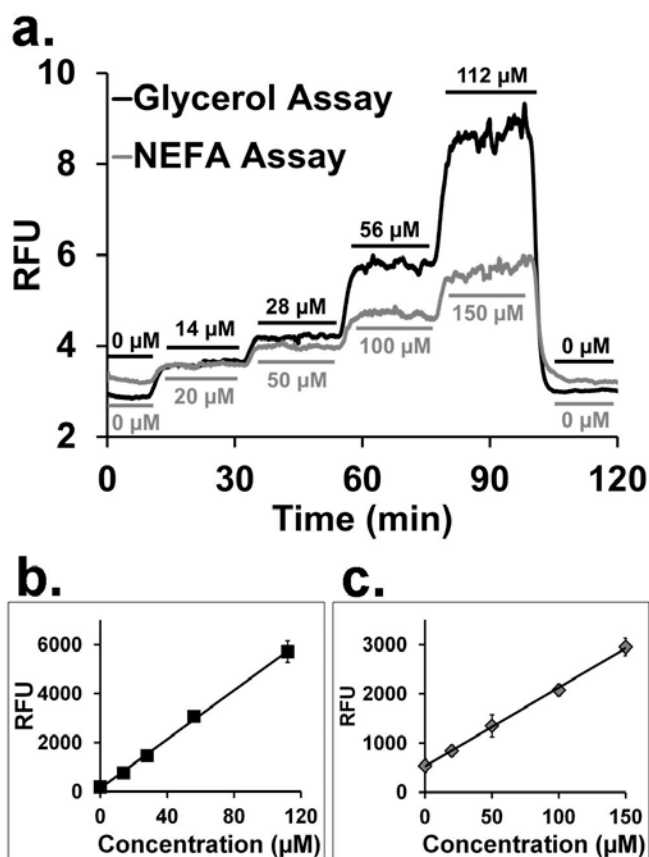 a.
10
8
6
4
2
RFU
Glycerol Assay
NEFA Assay
112 µM
56 µM
28 µM
14 µM
0 µM
0 µM
20 µM
50 µM
100 µM
150 µM
0 µM
0 µM
0 30 60 90 120
Time (min)
b.
6000
4000
2000
0
RFU
0 40 80 120
Concentration (µM)
c.
3000
2000
1000
0
RFU
0 50 100 150
Concentration (µM)